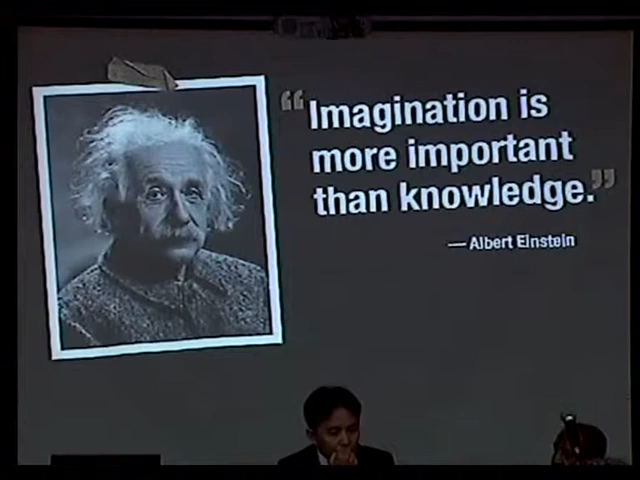 “Imagination is
more important
than knowledge.”
— Albert Einstein